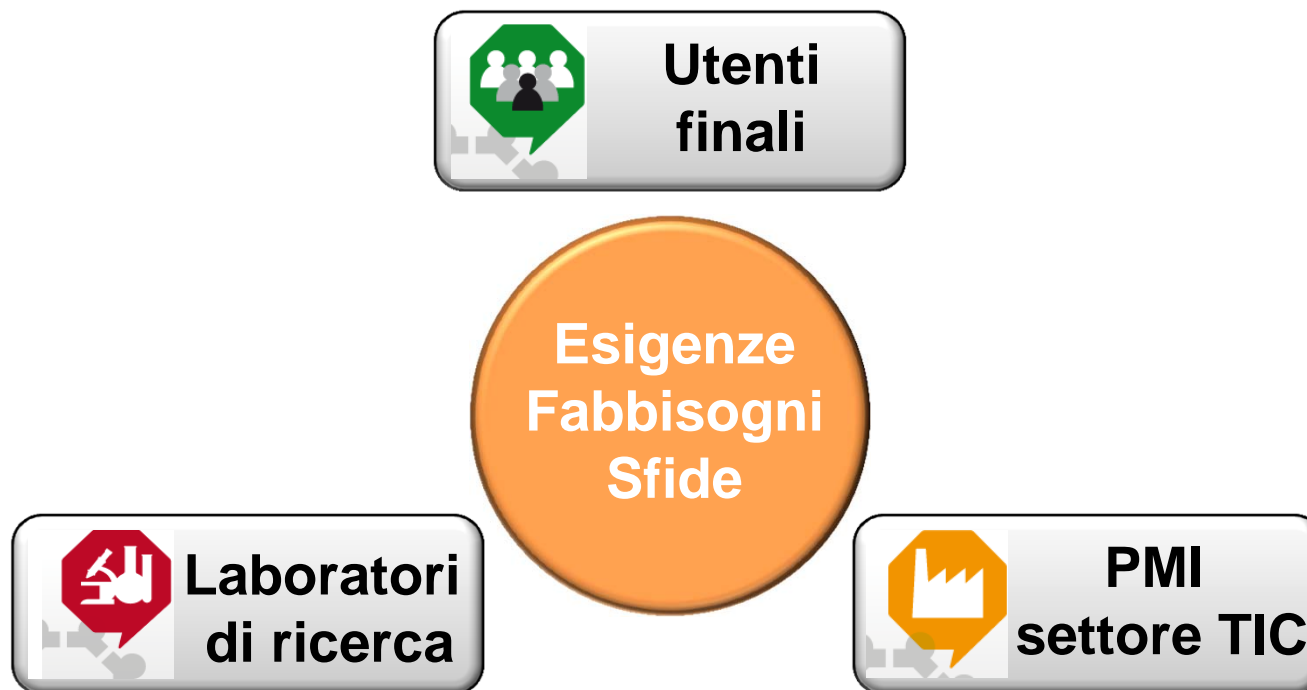 Utenti
finali
Esigenze
Fabbisogni
Sfide
Laboratori
di ricerca
PMI
settore TIC